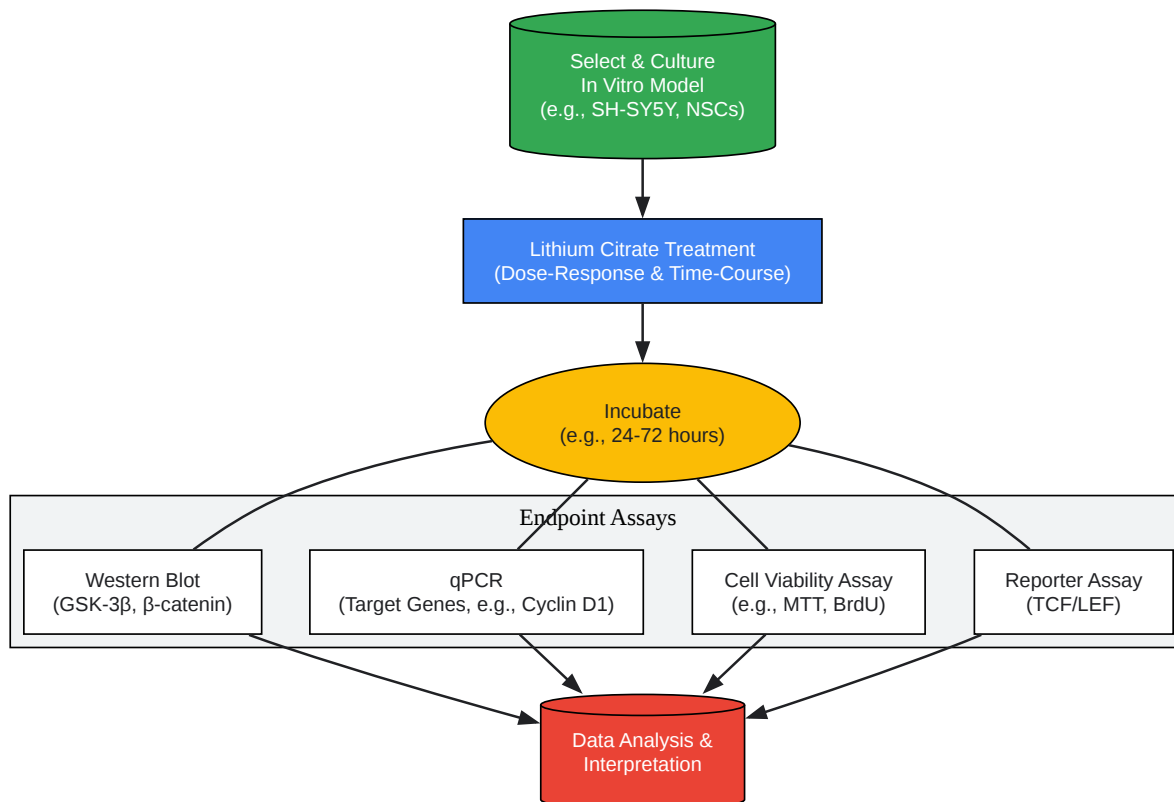 Select & Culture
In Vitro Model
(e.g., SH-SY5Y, NSCs)
Lithium Citrate Treatment
(Dose-Response & Time-Course)
Incubate
(e.g., 24-72 hours)
Endpoint Assays
Western Blot
(GSK-3β, β-catenin)
qPCR
(Target Genes, e.g., Cyclin D1)
Cell Viability Assay
(e.g., MTT, BrdU)
Reporter Assay
(TCF/LEF)
Data Analysis &
Interpretation